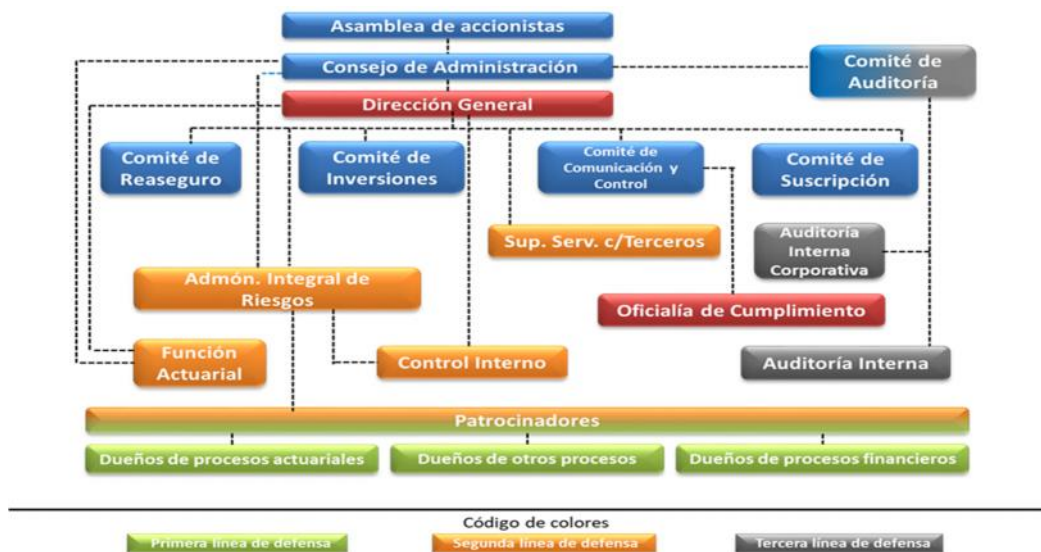 Asamblea de accionistas
Consejo de Administración
Comité de
Auditoría
Dirección General
Comité de
Reaseguro
Comité de
Inversiones
Comité de
Comunicación y
Control
Comité de
Suscripción
Sup. Serv. c/Terceros
Auditoría
Interna
Corporativa
Admón. Integral de
Riesgos
Oficialía de Cumplimiento
Función
Actuarial
Control Interno
Auditoría Interna
Patrocinadores
Dueños de procesos actuariales
Dueños de otros procesos
Dueños de procesos financieros
Código de colores
Primera línea de defensa
Segunda línea de defensa
Tercera línea de defensa